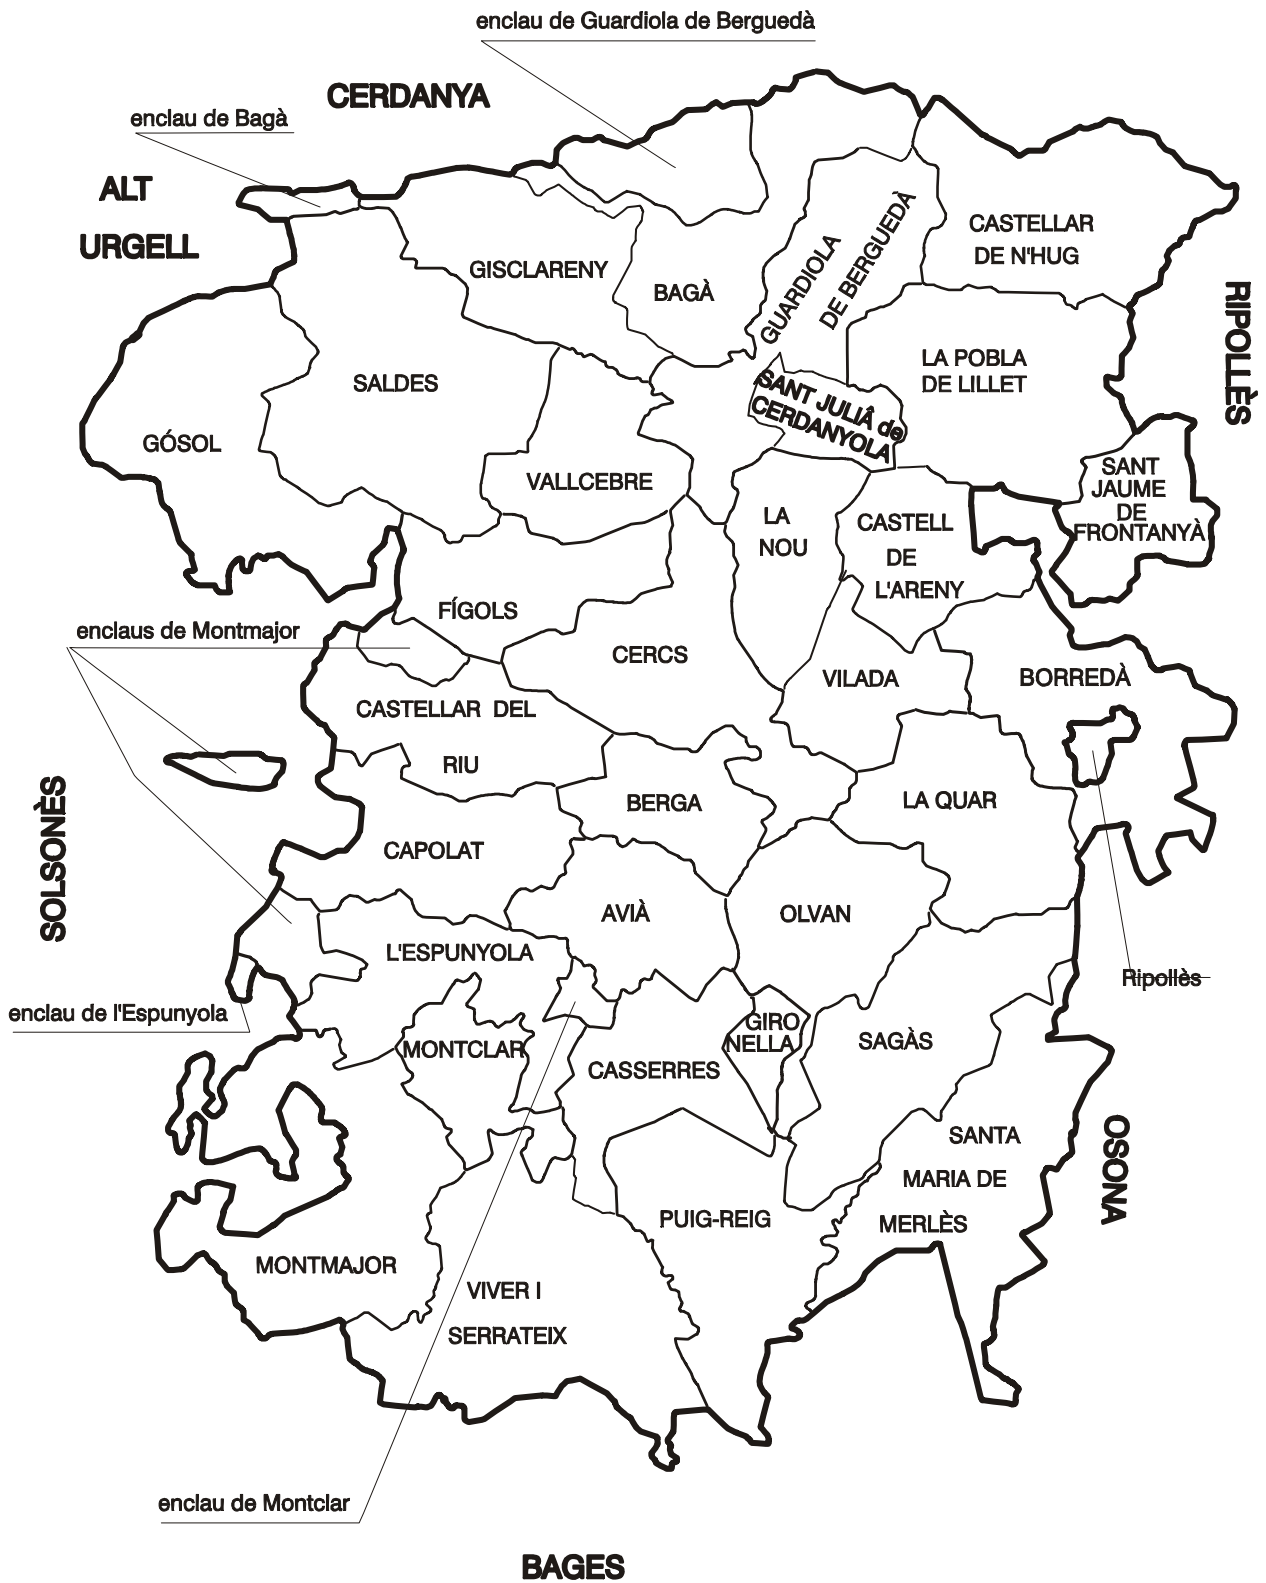 enclau de Guardiola de Berguedà
CERDANYA
enclau de Bagà
ALT
URGELL
CASTELLAR
DE N'HUG
GISCLARENY
BAGÀ
GUARDIOLA
DE BERGUEDÀ
RIPOLLÈS
LA POBLA
DE LILLET
SALDES
SANT JULIÂ de
CERDANYOLA
GÓSOL
VALLCEBRE
SANT
JAUME
DE
FRONTANYÀ
LA
NOU
CASTELL
DE
L'ARENY
FÍGOLS
enclaus de Montmajor
CERCS
VILADA
BORREDÀ
CASTELLAR DEL
RIU
SOLSONÈS
BERGA
LA QUAR
CAPOLAT
AVIÀ
OLVAN
L'ESPUNYOLA
Ripollès
enclau de l'Espunyola
GIRO
NELLA
SAGÀS
MONTCLAR
CASSERRES
OSONA
SANTA
MARIA DE
MERLÈS
PUIG-REIG
MONTMAJOR
VIVER I
SERRATEIX
enclau de Montclar
BAGES